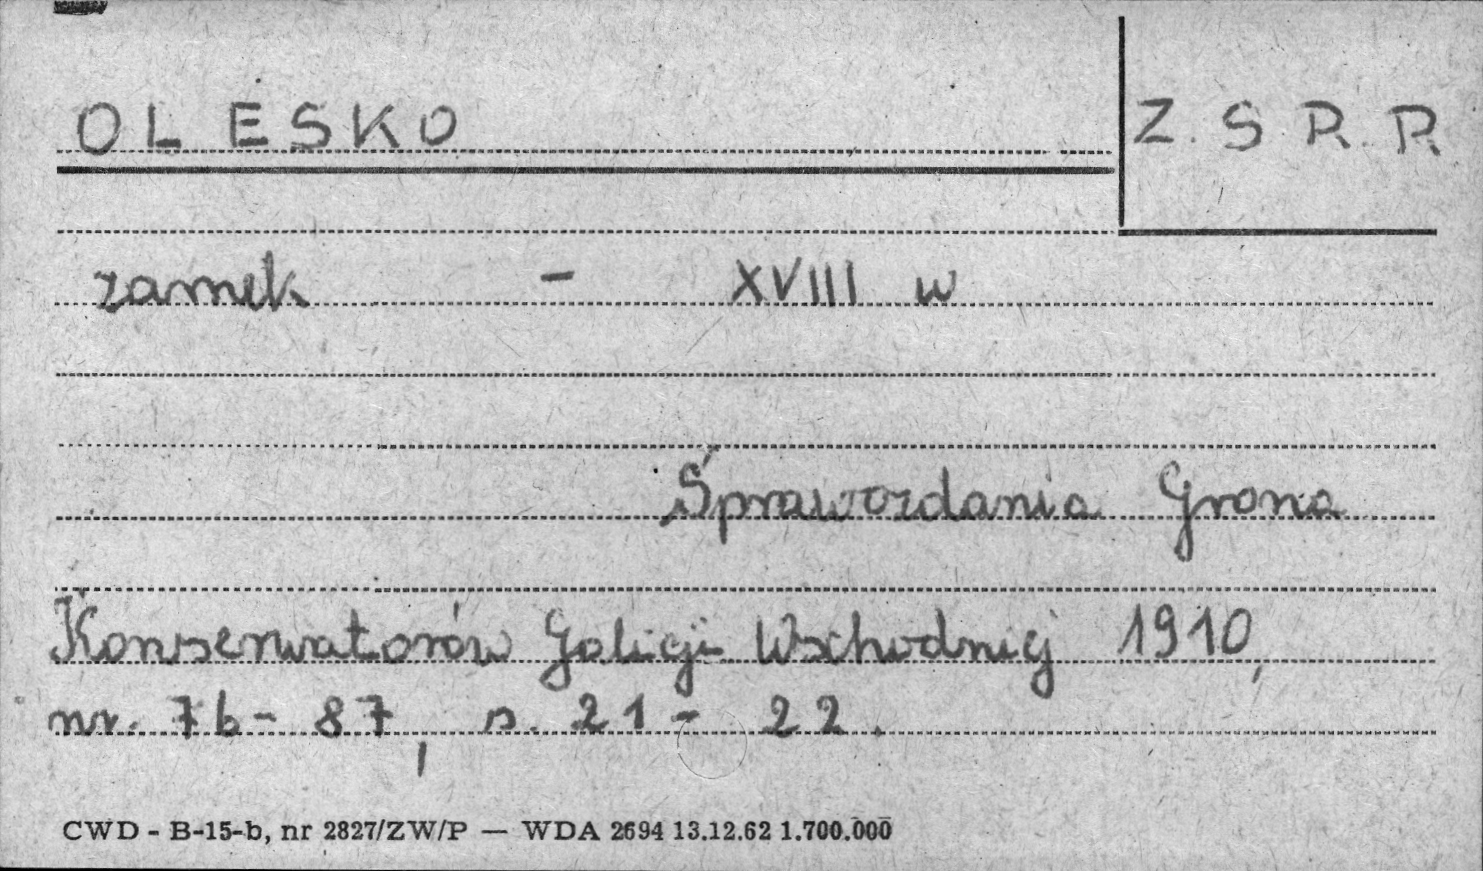 OLESKO
Z.S.R.R.
zamek - XVIII w
Sprawozdania Grona
Konserwatorów Galicji Wschodniej 1910,
nr. 76-87, s. 21-22.
CWD - B-15-b, nr 2827/ZW/P — WDA 2694 13.12.62 1.700.000